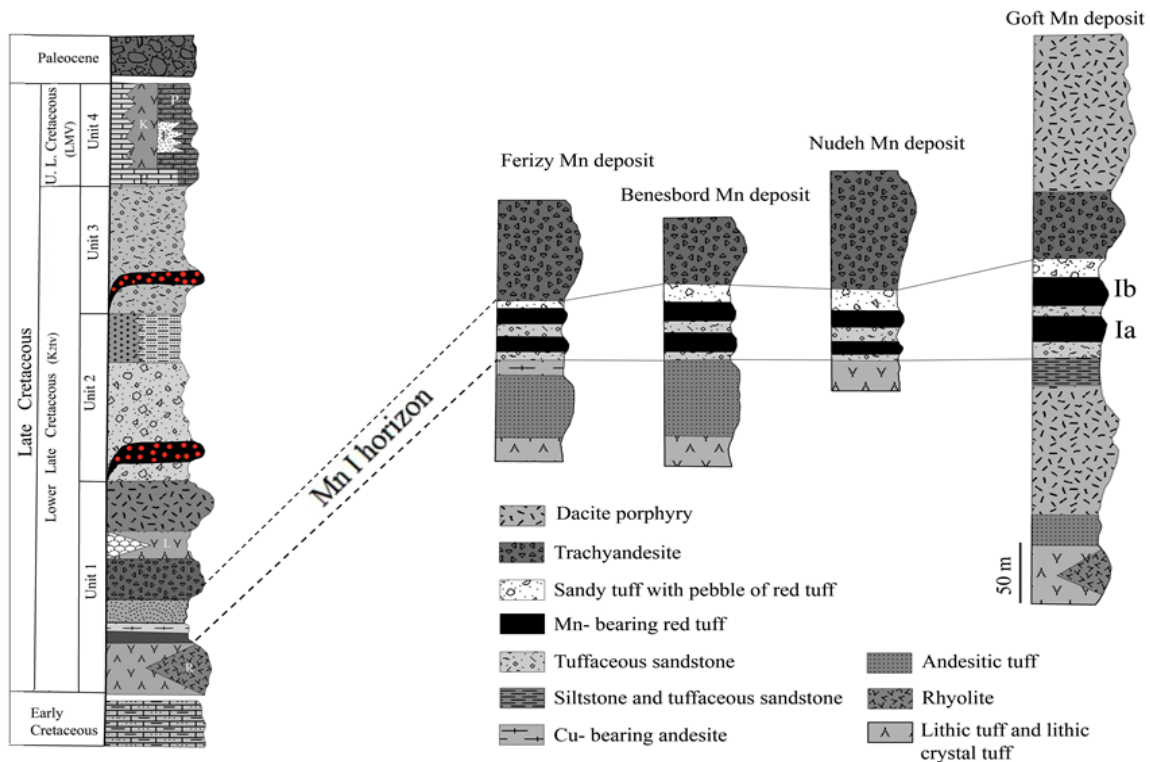 Paleocene
Late Cretaceous
U. L. Cretaceous
(LMV)
Lower Late Cretaceous (K2tv)
Unit 4
Unit 3
Unit 2
Unit 1
Early
Cretaceous
K
P
L
R
Mn I horizon
Ferizy Mn deposit
Benesbord Mn deposit
Nudeh Mn deposit
Goft Mn deposit
Ib
Ia
50 m
Dacite porphyry
Trachyandesite
Sandy tuff with pebble of red tuff
Mn- bearing red tuff
Tuffaceous sandstone
Siltstone and tuffaceous sandstone
Cu- bearing andesite
Andesitic tuff
Rhyolite
Lithic tuff and lithic
crystal tuff